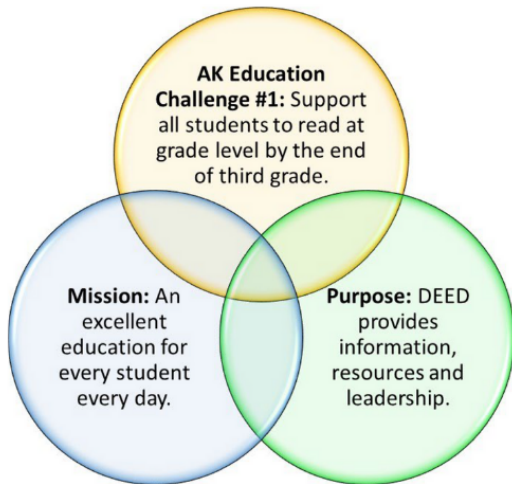 AK Education
Challenge #1: Support
all students to read at
grade level by the end
of third grade.
Mission: An
excellent
education for
every student
every day.
Purpose: DEED
provides
information,
resources and
leadership.